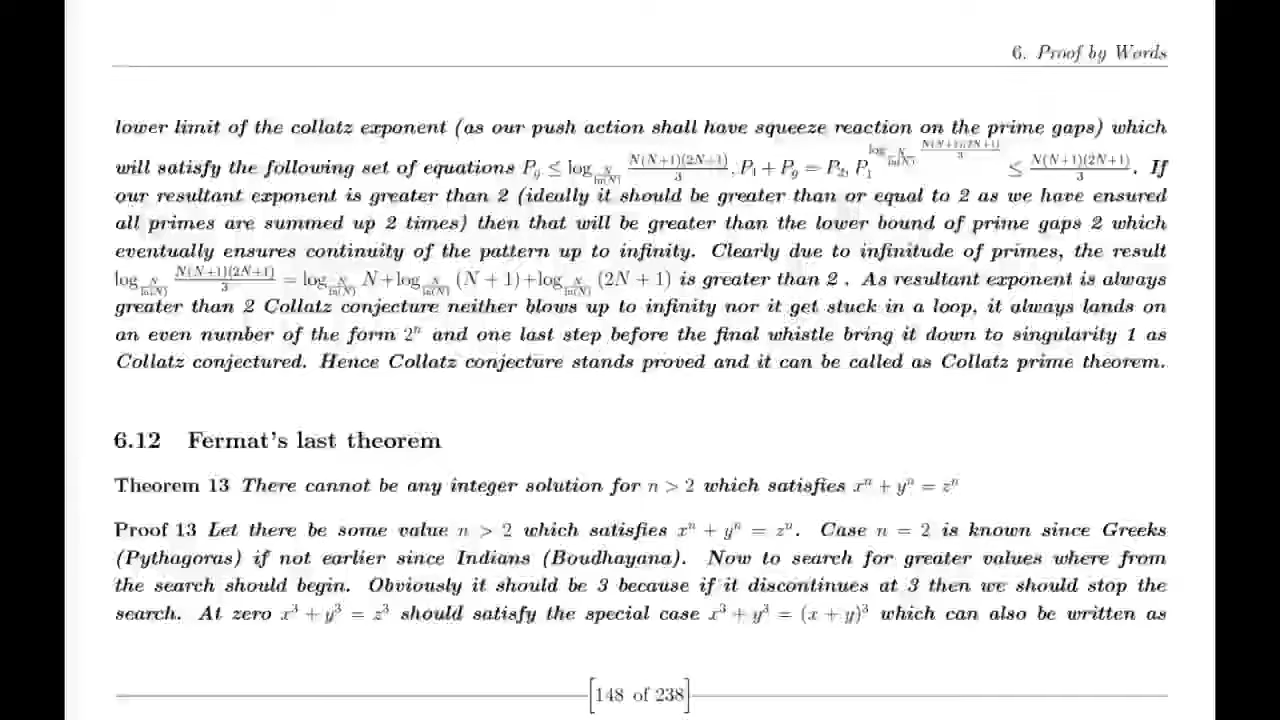 6. Proof by Words
lower limit of the collatz exponent (as our push action shall have squeeze reaction on the prime gaps) which
will satisfy the following set of equations P_g ≤ log_{N/ln(N)} N(N+1)(2N+1)/3, P_1 + P_g = P_2, P_1^{log_{N/ln(N)} N(N+1)(2N+1)/3} ≤ N(N+1)(2N+1)/3. If
our resultant exponent is greater than 2 (ideally it should be greater than or equal to 2 as we have ensured
all primes are summed up 2 times) then that will be greater than the lower bound of prime gaps 2 which
eventually ensures continuity of the pattern up to infinity. Clearly due to infinitude of primes, the result
log_{N/ln(N)} N(N+1)(2N+1)/3 = log_{N/ln(N)} N + log_{N/ln(N)} (N + 1) + log_{N/ln(N)} (2N + 1) is greater than 2 . As resultant exponent is always
greater than 2 Collatz conjecture neither blows up to infinity nor it get stuck in a loop, it always lands on
an even number of the form 2^n and one last step before the final whistle bring it down to singularity 1 as
Collatz conjectured. Hence Collatz conjecture stands proved and it can be called as Collatz prime theorem.
6.12 Fermat's last theorem
Theorem 13 There cannot be any integer solution for n > 2 which satisfies x^n + y^n = z^n
Proof 13 Let there be some value n > 2 which satisfies x^n + y^n = z^n. Case n = 2 is known since Greeks
(Pythagoras) if not earlier since Indians (Boudhayana). Now to search for greater values where from
the search should begin. Obviously it should be 3 because if it discontinues at 3 then we should stop the
search. At zero x^3 + y^3 = z^3 should satisfy the special case x^3 + y^3 = (x + y)^3 which can also be written as
[148 of 238]